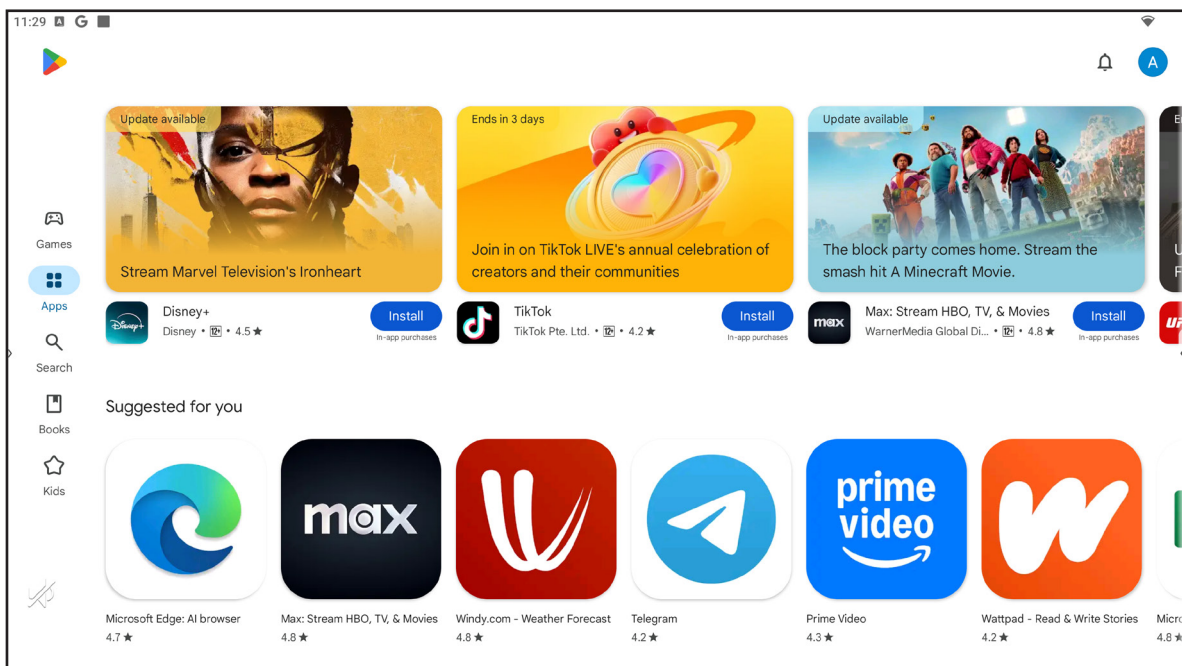 11:29
A
Update available
Stream Marvel Television's Ironheart
Disney+
Disney+
Disney • 12+ • 4.5 ★
Install
In-app purchases
Ends in 3 days
Join in on TikTok LIVE's annual celebration of
creators and their communities
TikTok
TikTok Pte. Ltd. • 12+ • 4.2 ★
Install
In-app purchases
Update available
The block party comes home. Stream the
smash hit A Minecraft Movie.
max
Max: Stream HBO, TV, & Movies
WarnerMedia Global Di... • 12+ • 4.8 ★
Install
In-app purchases
Games
Apps
Search
Books
Kids
Suggested for you
max
prime
video
Microsoft Edge: AI browser
4.7 ★
Max: Stream HBO, TV, & Movies
4.8 ★
Windy.com - Weather Forecast
4.8 ★
Telegram
4.2 ★
Prime Video
4.3 ★
Wattpad - Read & Write Stories
4.2 ★
4.8